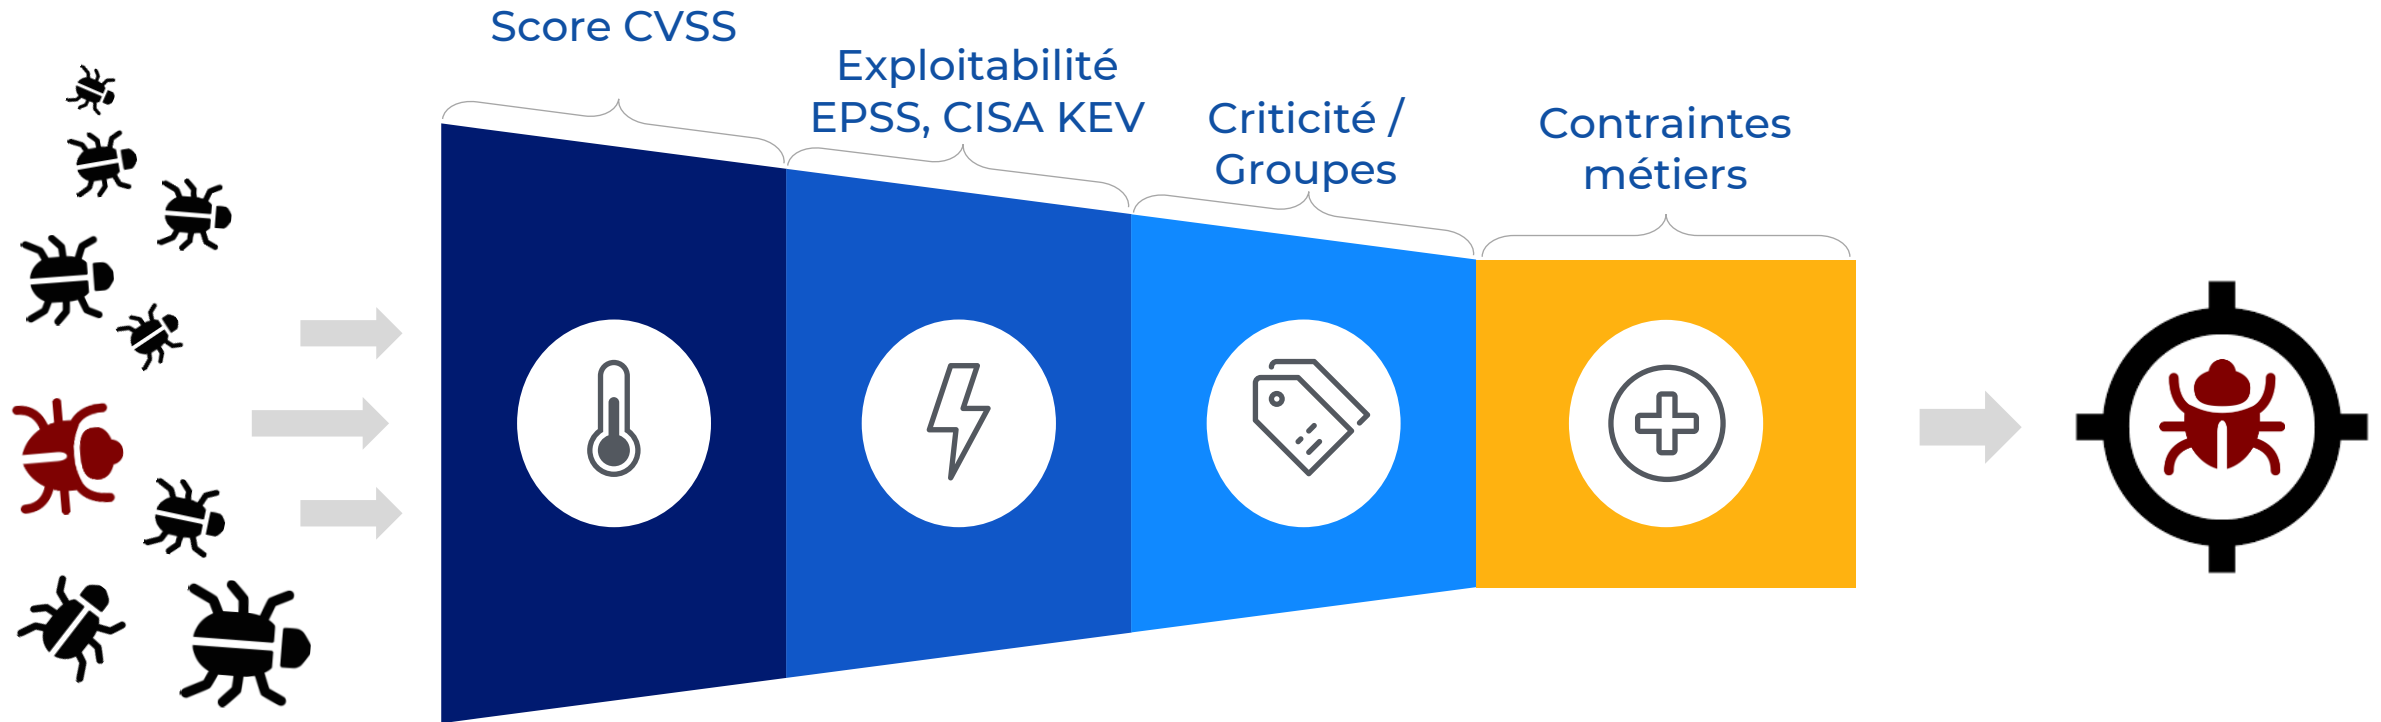 Score CVSS
Exploitabilité
EPSS, CISA KEV
Criticité /
Groupes
Contraintes
métiers